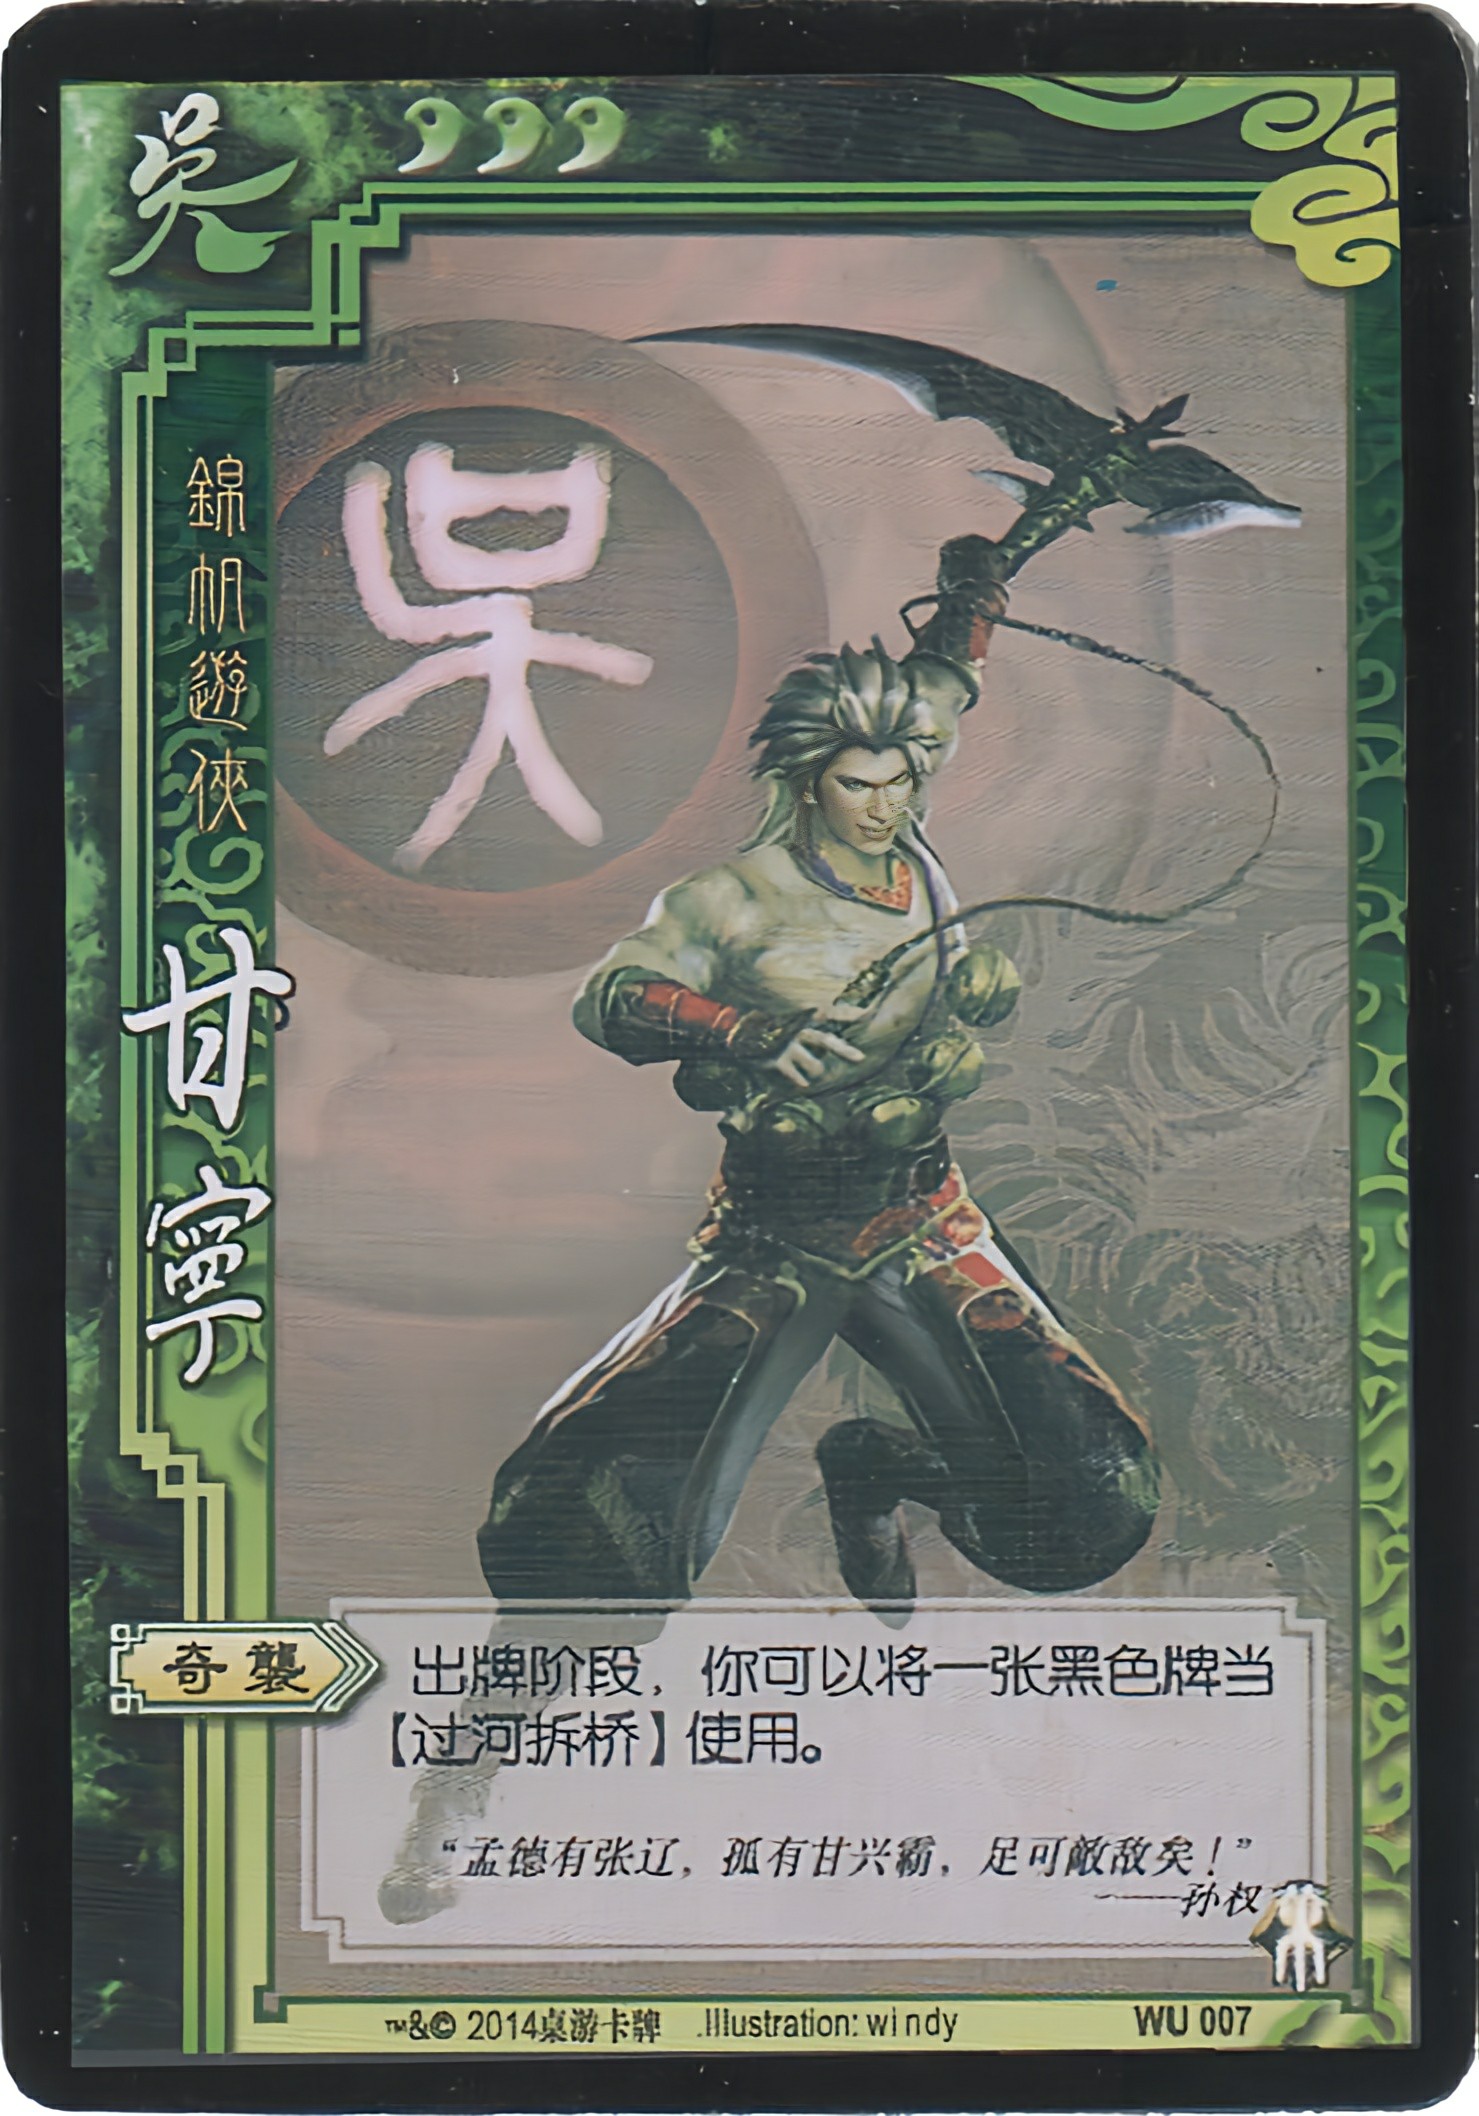 吳
吳
錦帆遊俠
甘寧
奇襲
出牌阶段，你可以将一张黑色牌当
【过河拆桥】使用。
“孟德有张辽，孤有甘兴霸，足可敵敌矣！”
——孙权
™&© 2014桌游卡牌 .Illustration: windy WU 007